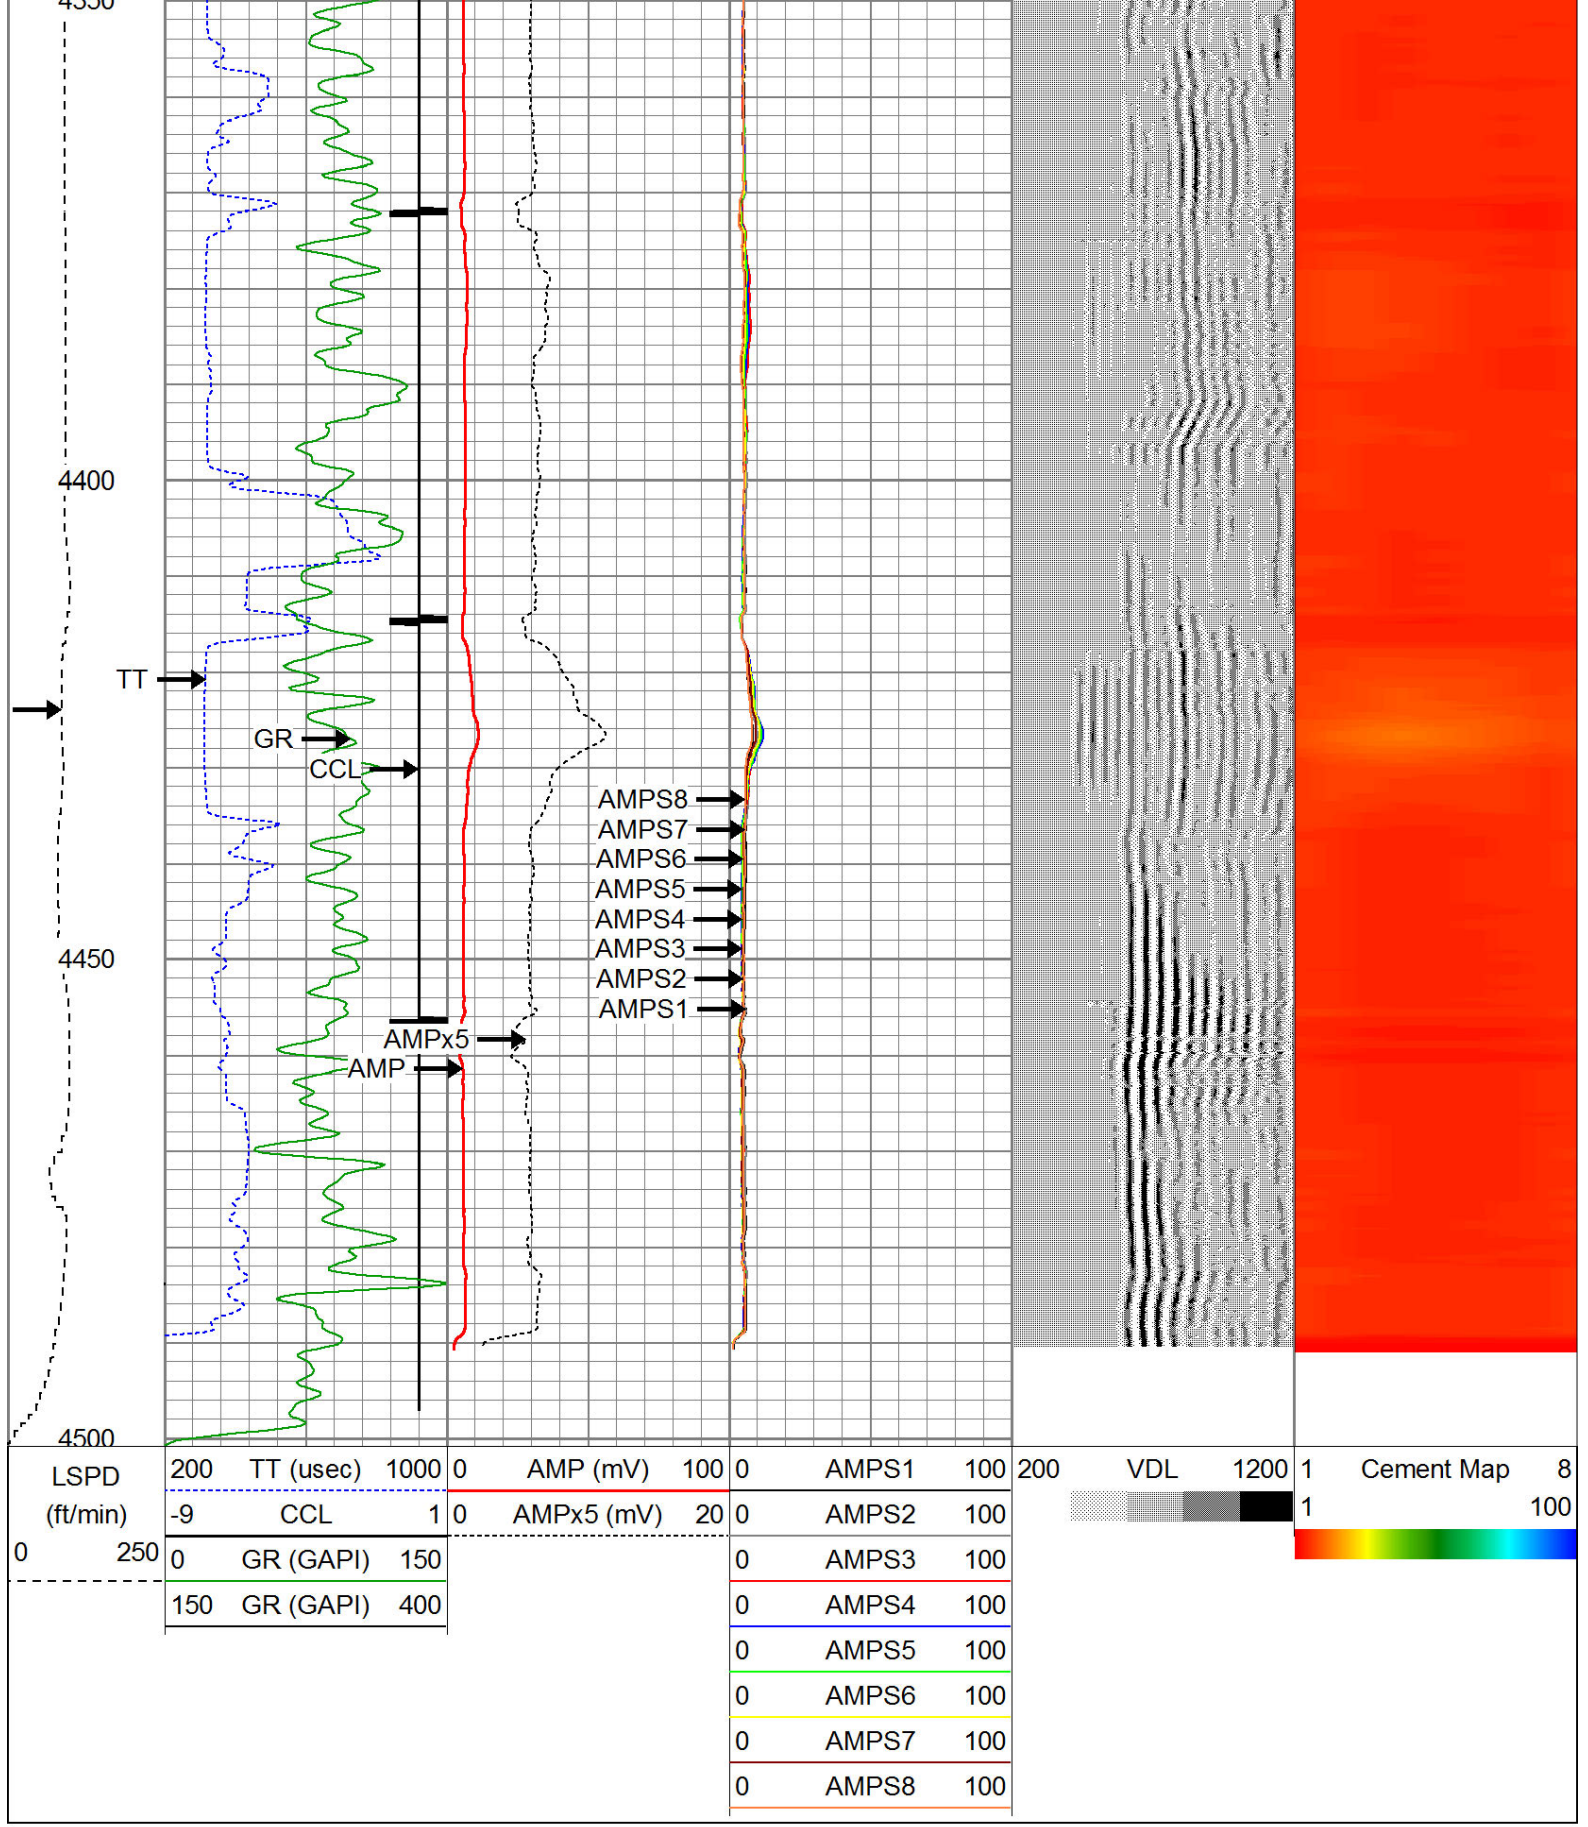 4350
4400
TT
GR
CCL
AMPS8
AMPS7
AMPS6
AMPS5
AMPS4
AMPS3
4450
AMPS2
AMPS1
AMPx5
AMP
4500
LSPD
(ft/min)
0 250
200 TT (usec) 1000
-9 CCL 1
0 GR (GAPI) 150
150 GR (GAPI) 400
0 AMP (mV) 100
0 AMPx5 (mV) 20
0 AMPS1 100
0 AMPS2 100
0 AMPS3 100
0 AMPS4 100
0 AMPS5 100
0 AMPS6 100
0 AMPS7 100
0 AMPS8 100
200 VDL 1200
1 Cement Map 8
1 100